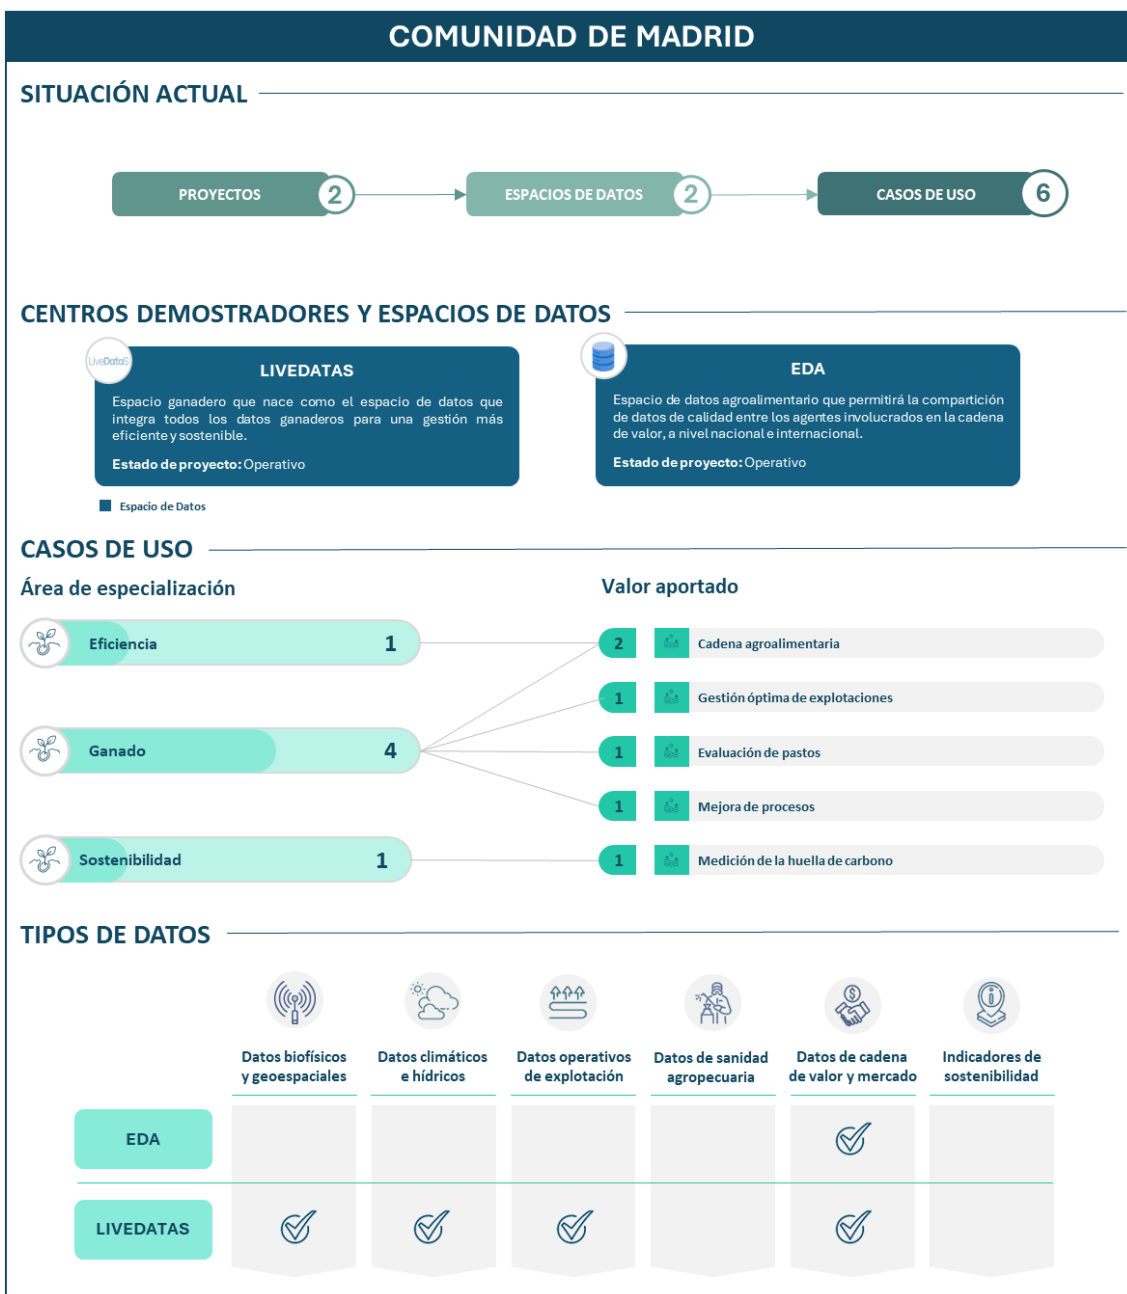 COMUNIDAD DE MADRID
SITUACIÓN ACTUAL
PROYECTOS 2
ESPACIOS DE DATOS 2
CASOS DE USO 6
CENTROS DEMOSTRADORES Y ESPACIOS DE DATOS
LiveDataS
LIVEDATAS
Espacio ganadero que nace como el espacio de datos que
integra todos los datos ganaderos para una gestión más
eficiente y sostenible.
Estado de proyecto: Operativo
EDA
Espacio de datos agroalimentario que permitirá la compartición
de datos de calidad entre los agentes involucrados en la cadena
de valor, a nivel nacional e internacional.
Estado de proyecto: Operativo
Espacio de Datos
CASOS DE USO
Área de especialización
Eficiencia 1
Ganado 4
Sostenibilidad 1
Valor aportado
2 Cadena agroalimentaria
1 Gestión óptima de explotaciones
1 Evaluación de pastos
1 Mejora de procesos
1 Medición de la huella de carbono
TIPOS DE DATOS
Datos biofísicos
y geoespaciales
Datos climáticos
e hídricos
Datos operativos
de explotación
Datos de sanidad
agropecuaria
Datos de cadena
de valor y mercado
Indicadores de
sostenibilidad
EDA
LIVEDATAS